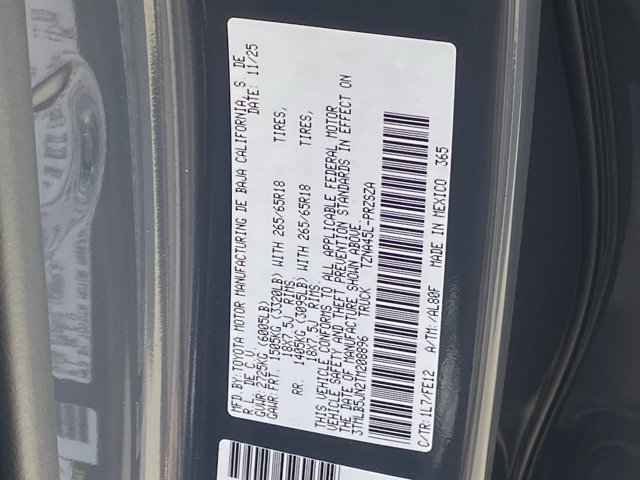 MFD.BY:TOYOTA MOTOR MANUFACTURING DE BAJA CALIFORNIA, S. DE
R. L. DE C.V. DATE: 11/25
GVWR 2725KG (6005LB)
GAWR:FRT. 1505KG (3320LB) WITH 265/65R18 TIRES,
18X7.5J RIMS
RR. 1405KG (3095LB) WITH 265/65R18 TIRES,
18X7.5J RIMS
THIS VEHICLE CONFORMS TO ALL APPLICABLE FEDERAL MOTOR
VEHICLE SAFETY AND THEFT PREVENTION STANDARDS IN EFFECT ON
THE DATE OF MANUFACTURE SHOWN ABOVE.
3TMLB5JN2TM208896 TRUCK TZNA45L-PRZSZA
C/TR:1L7/FE12 A/TM: /AL80F MADE IN MEXICO 365